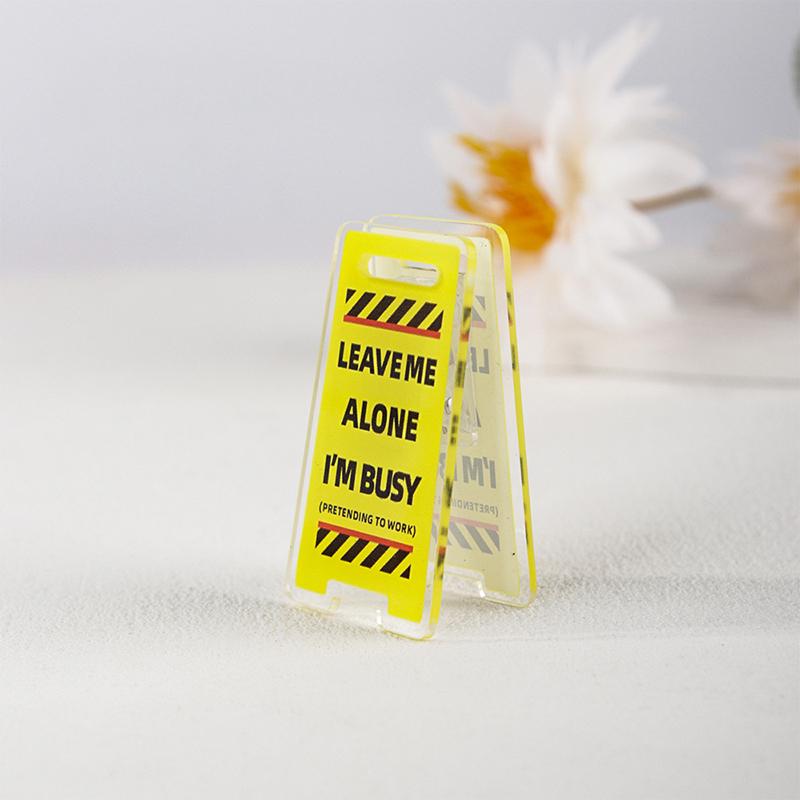 LEAVE ME
ALONE
I'M BUSY
(PRETENDING TO WORK)